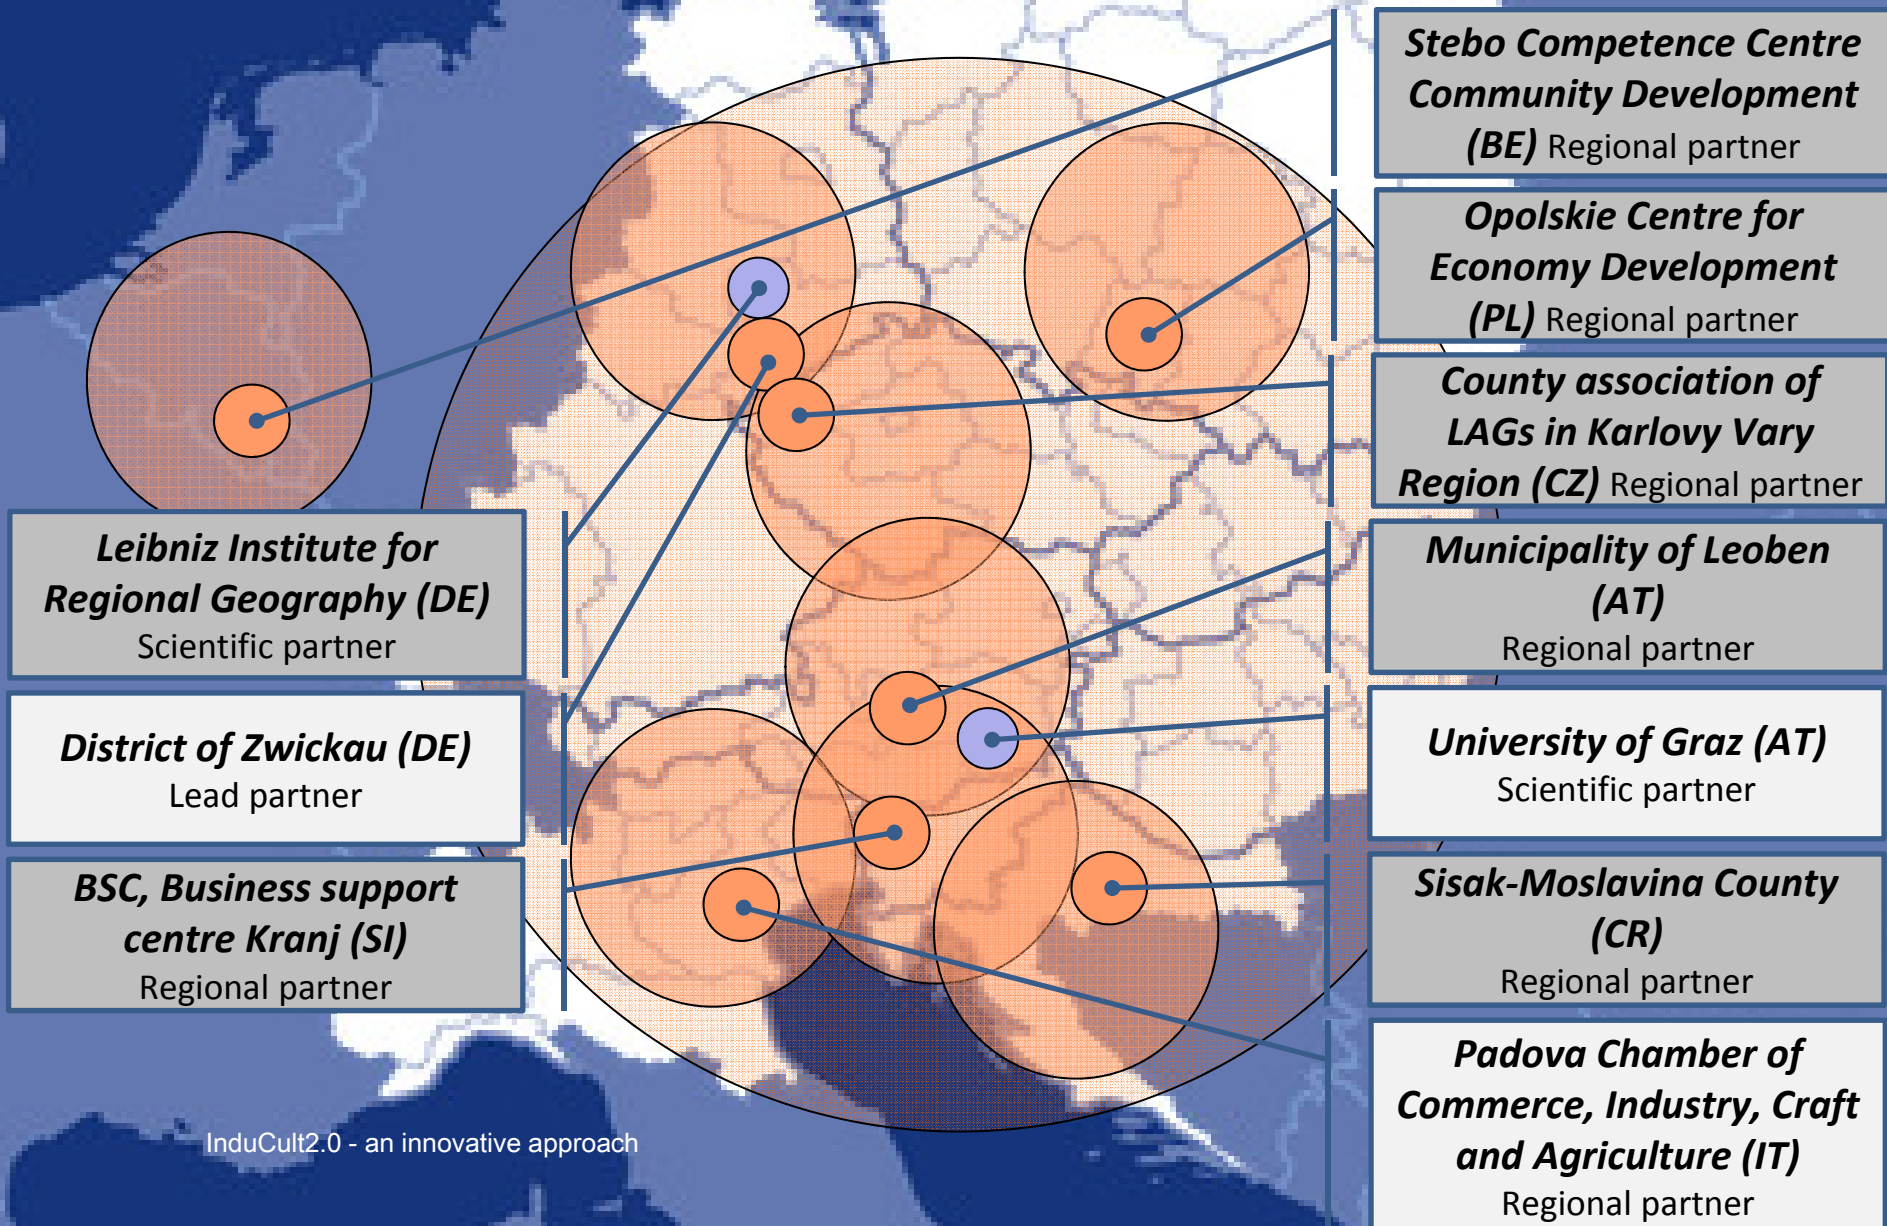 Stebo Competence Centre
Community Development
(BE) Regional partner
Opolskie Centre for
Economy Development
(PL) Regional partner
County association of
LAGs in Karlovy Vary
Region (CZ) Regional partner
Leibniz Institute for
Regional Geography (DE)
Scientific partner
Municipality of Leoben
(AT)
Regional partner
District of Zwickau (DE)
Lead partner
University of Graz (AT)
Scientific partner
BSC, Business support
centre Kranj (SI)
Regional partner
Sisak-Moslavina County
(CR)
Regional partner
Padova Chamber of
Commerce, Industry, Craft
and Agriculture (IT)
Regional partner
InduCult2.0 - an innovative approach